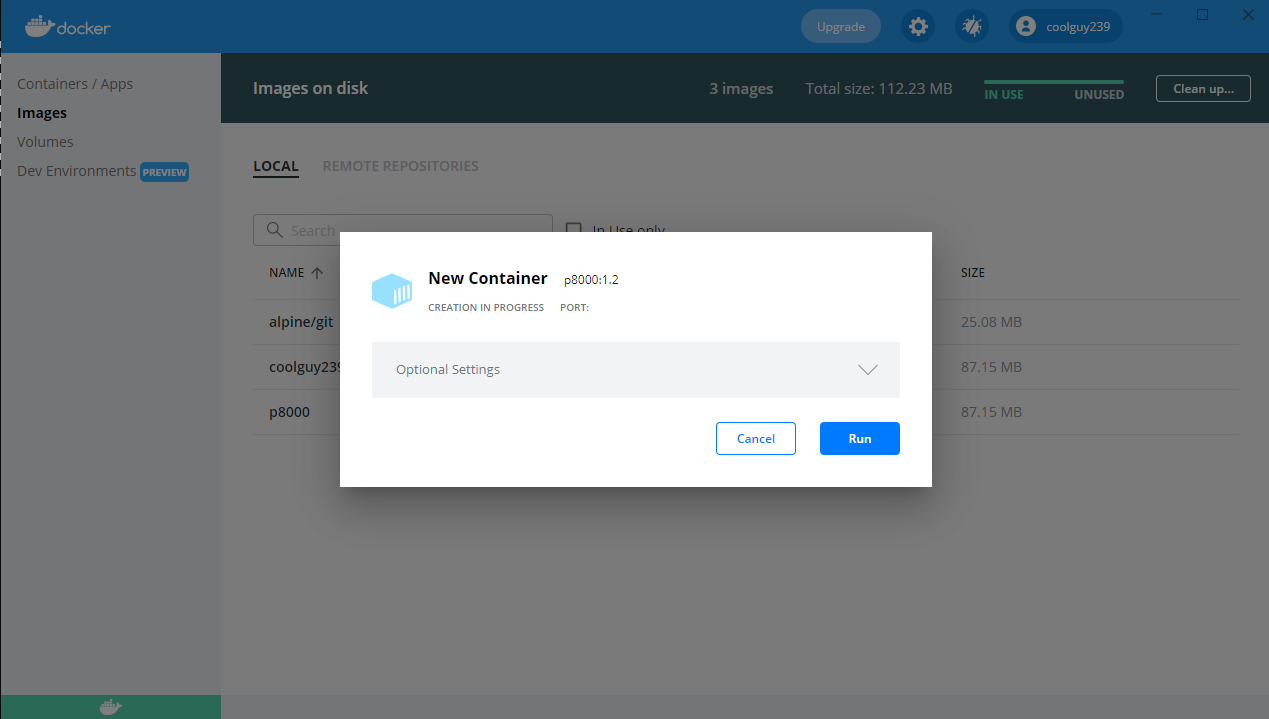 docker
Upgrade
coolguy239
Containers / Apps
Images
Volumes
Dev Environments PREVIEW
Images on disk
3 images
Total size: 112.23 MB
IN USE
UNUSED
Clean up...
LOCAL
REMOTE REPOSITORIES
Search
In Use only
NAME
SIZE
alpine/git
25.08 MB
coolguy239
87.15 MB
p8000
87.15 MB
New Container p8000:1.2
CREATION IN PROGRESS PORT:
Optional Settings
Cancel
Run